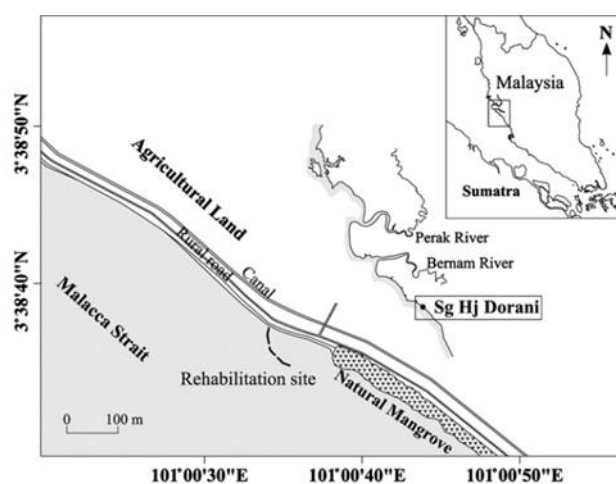 N
Malaysia
Sumatra
3°38'50"N
3°38'40"N
Agricultural Land
Rural road
Canal
Malacca Strait
Perak River
Bernam River
Sg Hj Dorani
Rehabilitation site
Natural Mangrove
0 100 m
101°00'30"E
101°00'40"E
101°00'50"E